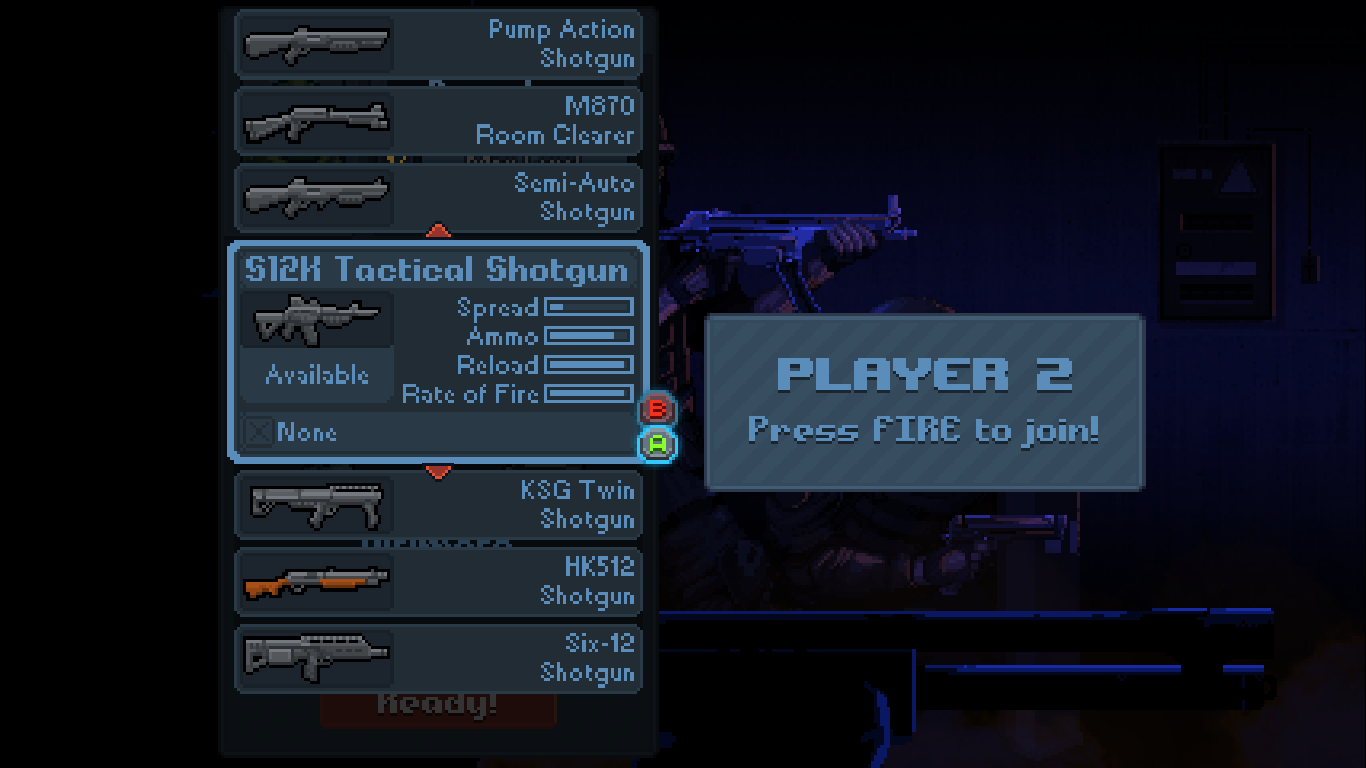 Pump Action
Shotgun
M870
Room Clearer
Semi-Auto
Shotgun
S12K Tactical Shotgun
Spread
Ammo
Available
Reload
Rate of Fire
B
None
A
PLAYER 2
Press FIRE to join!
KSG Twin
Shotgun
HK512
Shotgun
Six-12
Shotgun
Ready!